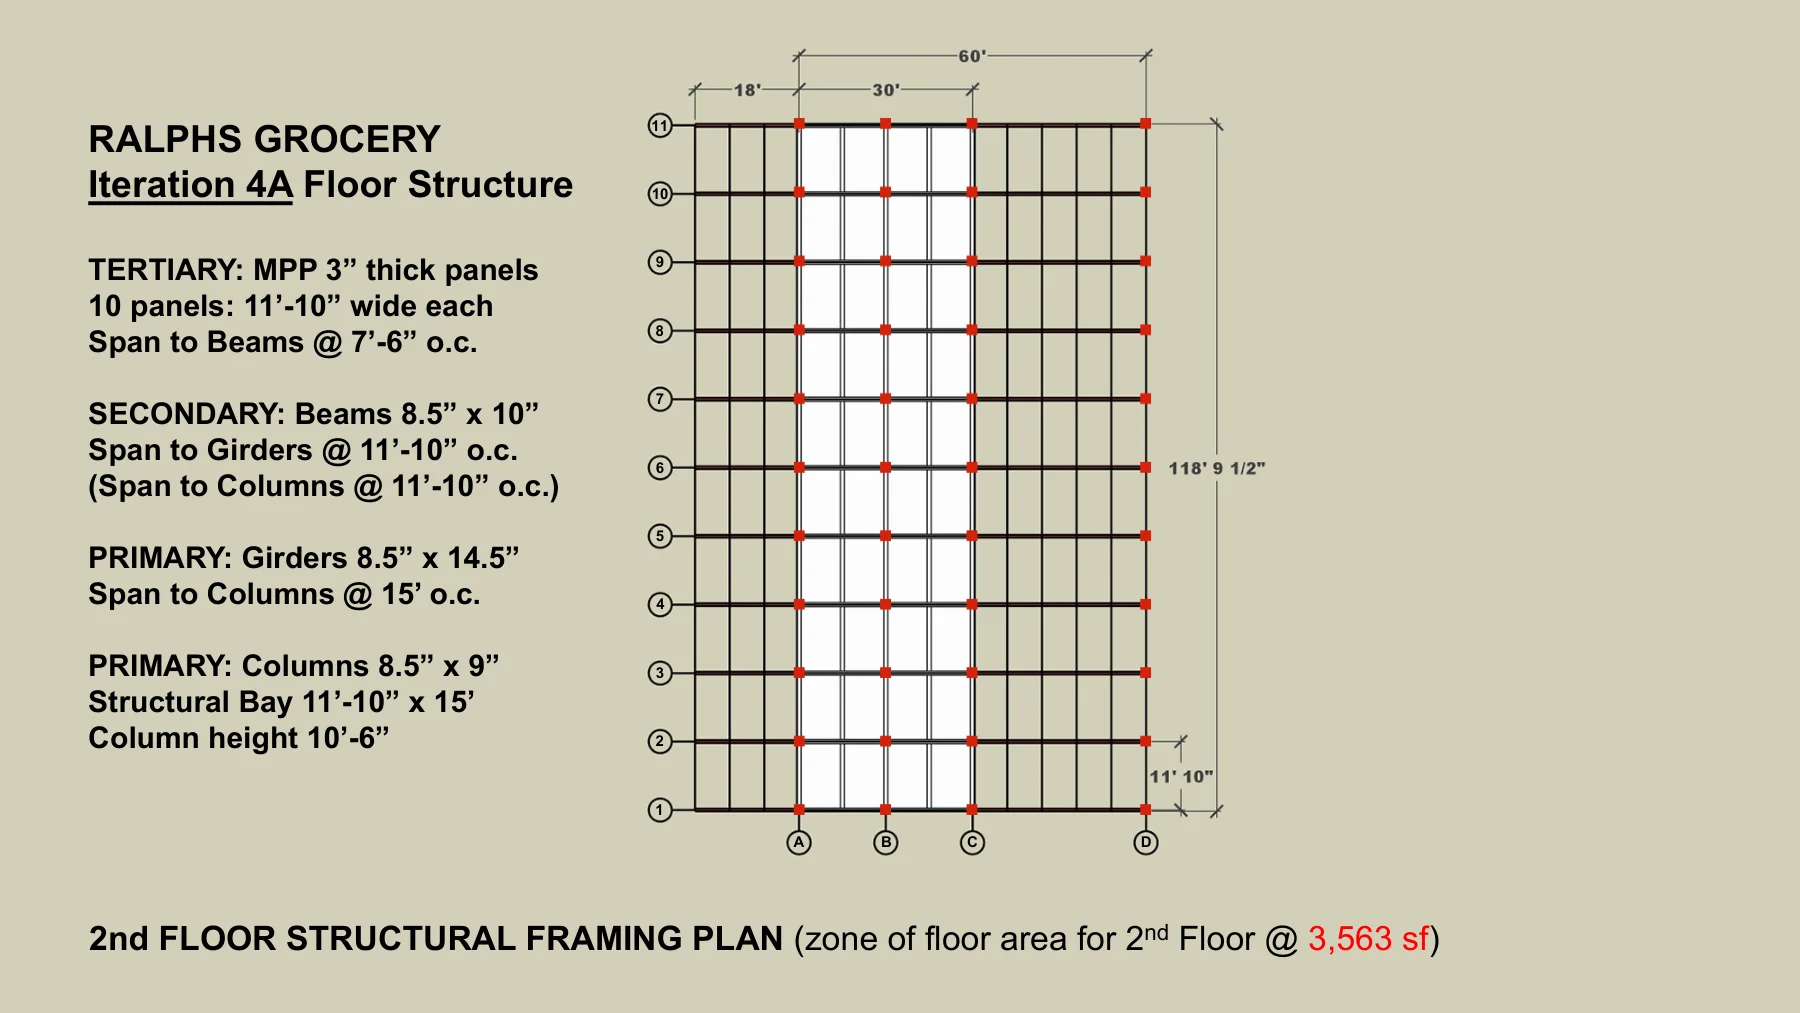 60'
18'
30'
RALPHS GROCERY
Iteration 4A Floor Structure
TERTIARY: MPP 3” thick panels
10 panels: 11’-10” wide each
Span to Beams @ 7’-6” o.c.
SECONDARY: Beams 8.5” x 10”
Span to Girders @ 11’-10” o.c.
(Span to Columns @ 11’-10” o.c.)
PRIMARY: Girders 8.5” x 14.5”
Span to Columns @ 15’ o.c.
PRIMARY: Columns 8.5” x 9”
Structural Bay 11’-10” x 15’
Column height 10’-6”
11
10
9
8
7
6
5
4
3
2
1
118' 9 1/2"
11' 10"
A B C D
2nd FLOOR STRUCTURAL FRAMING PLAN (zone of floor area for 2nd Floor @ 3,563 sf)